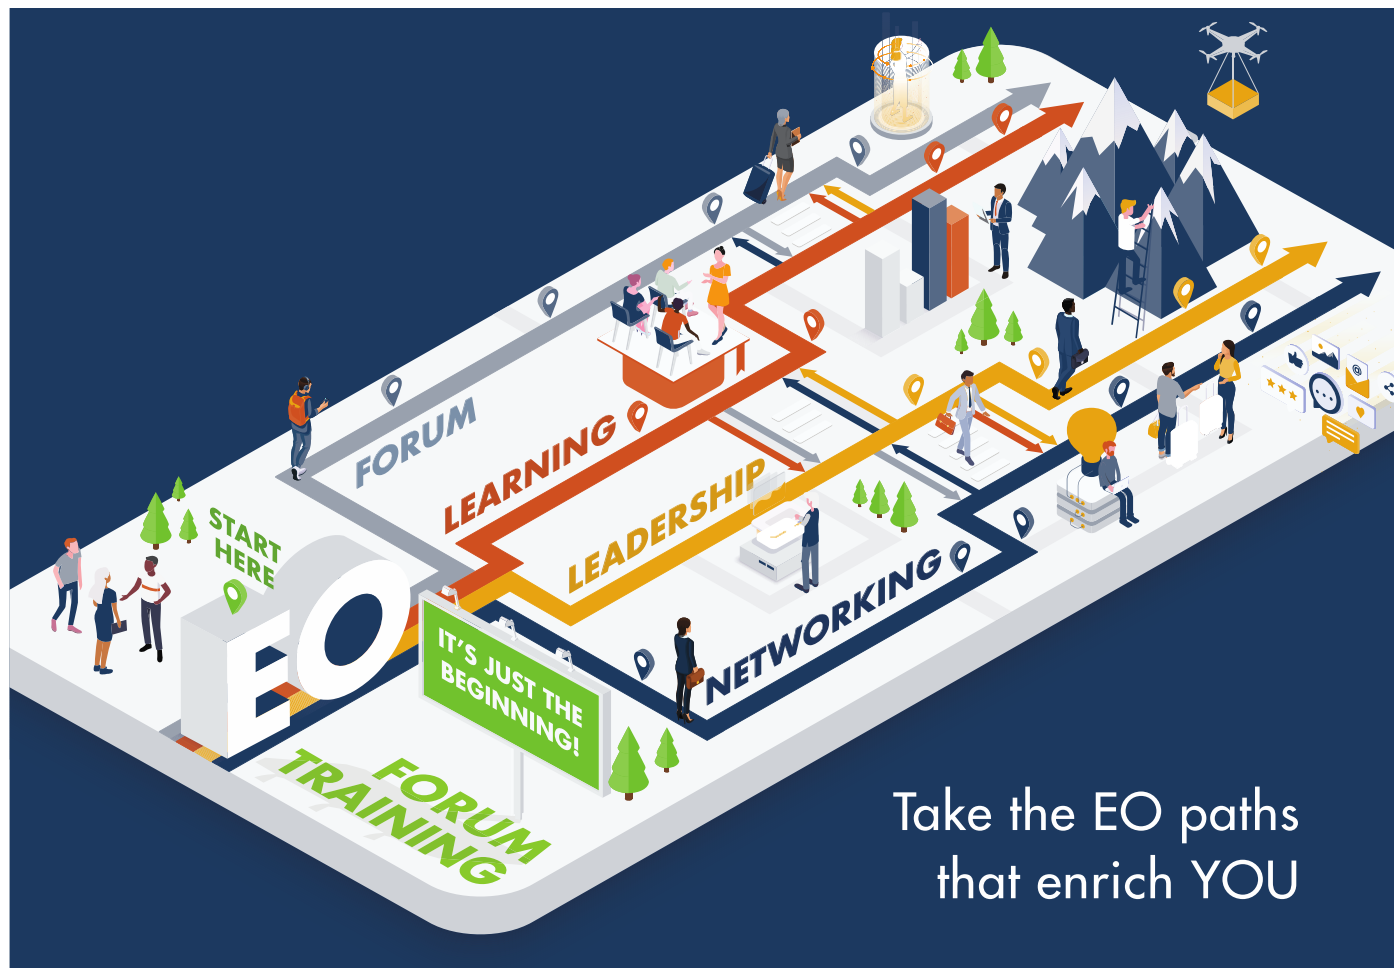 START
HERE
EO
FORUM
LEARNING
LEADERSHIP
NETWORKING
IT'S JUST THE
BEGINNING!
FORUM
TRAINING
Take the EO paths
that enrich YOU